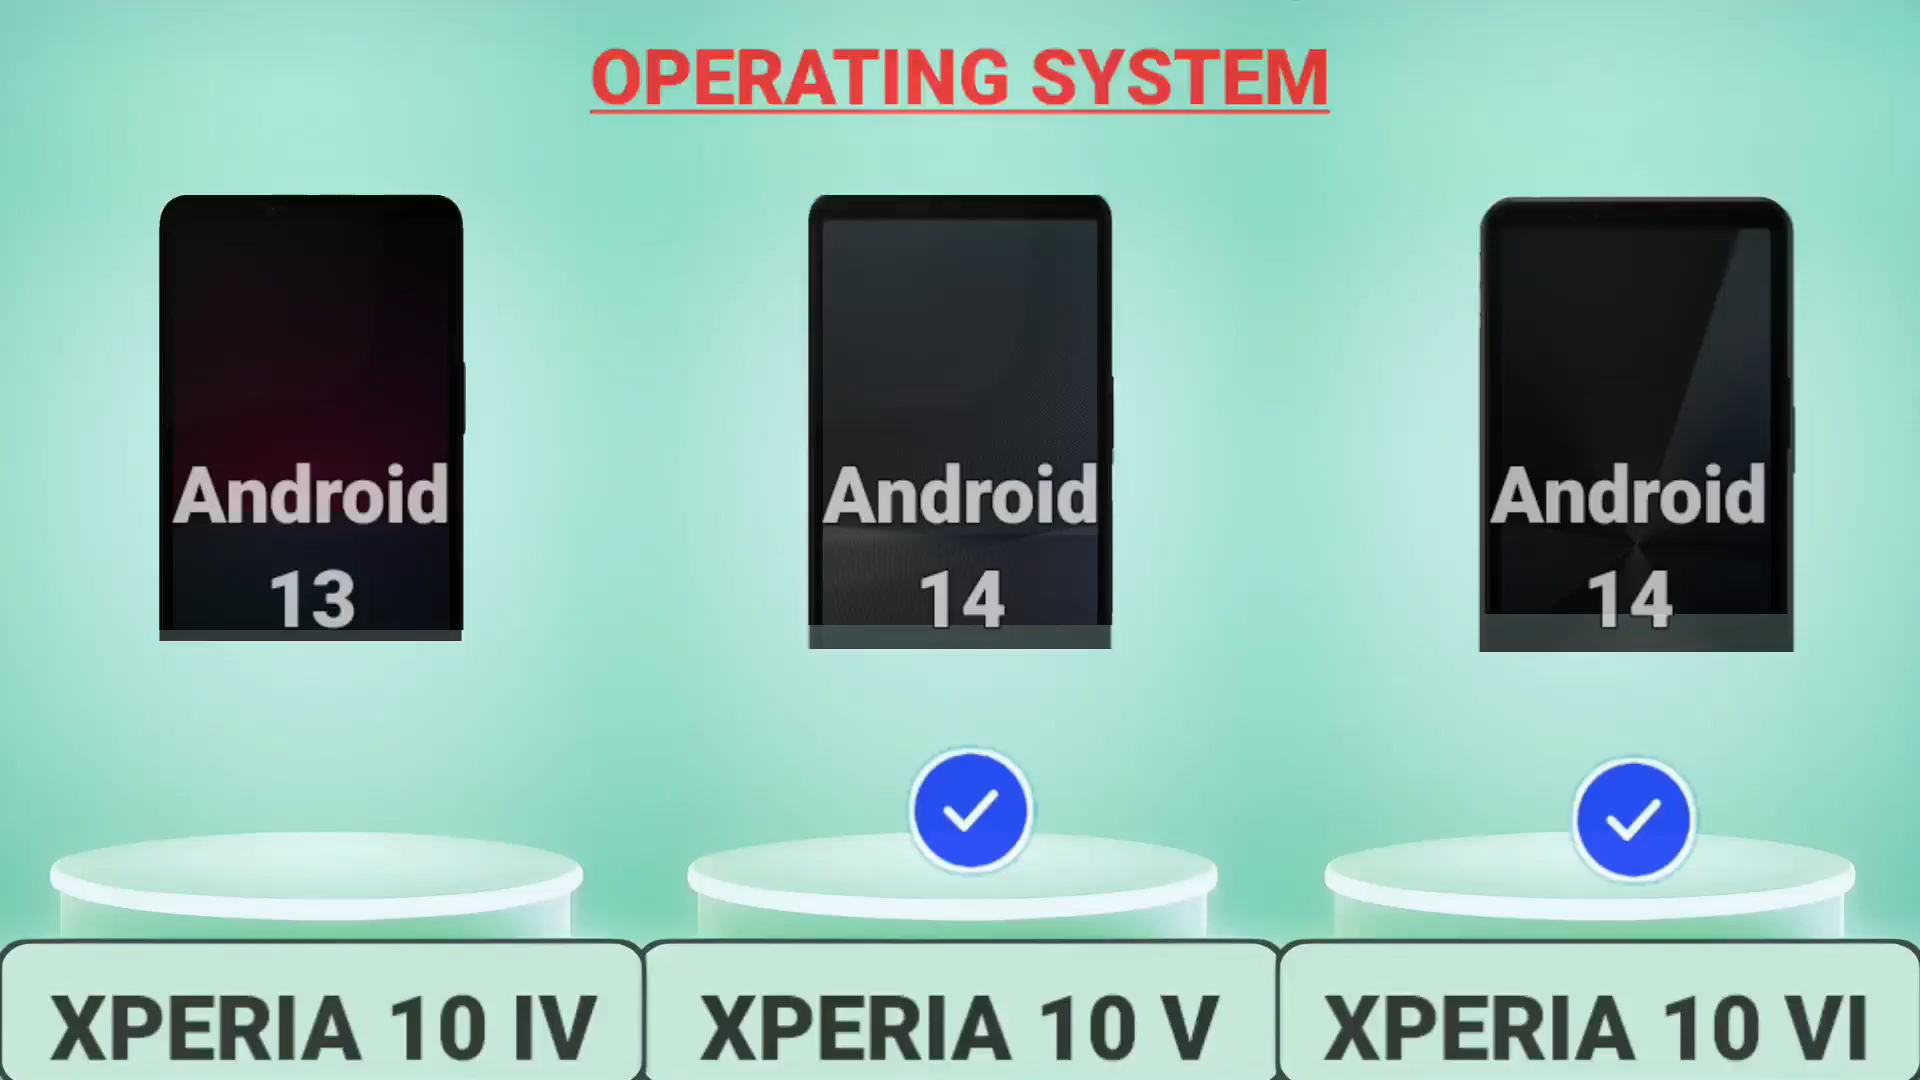 OPERATING SYSTEM
Android
13
Android
14
Android
14
XPERIA 10 IV
XPERIA 10 V
XPERIA 10 VI